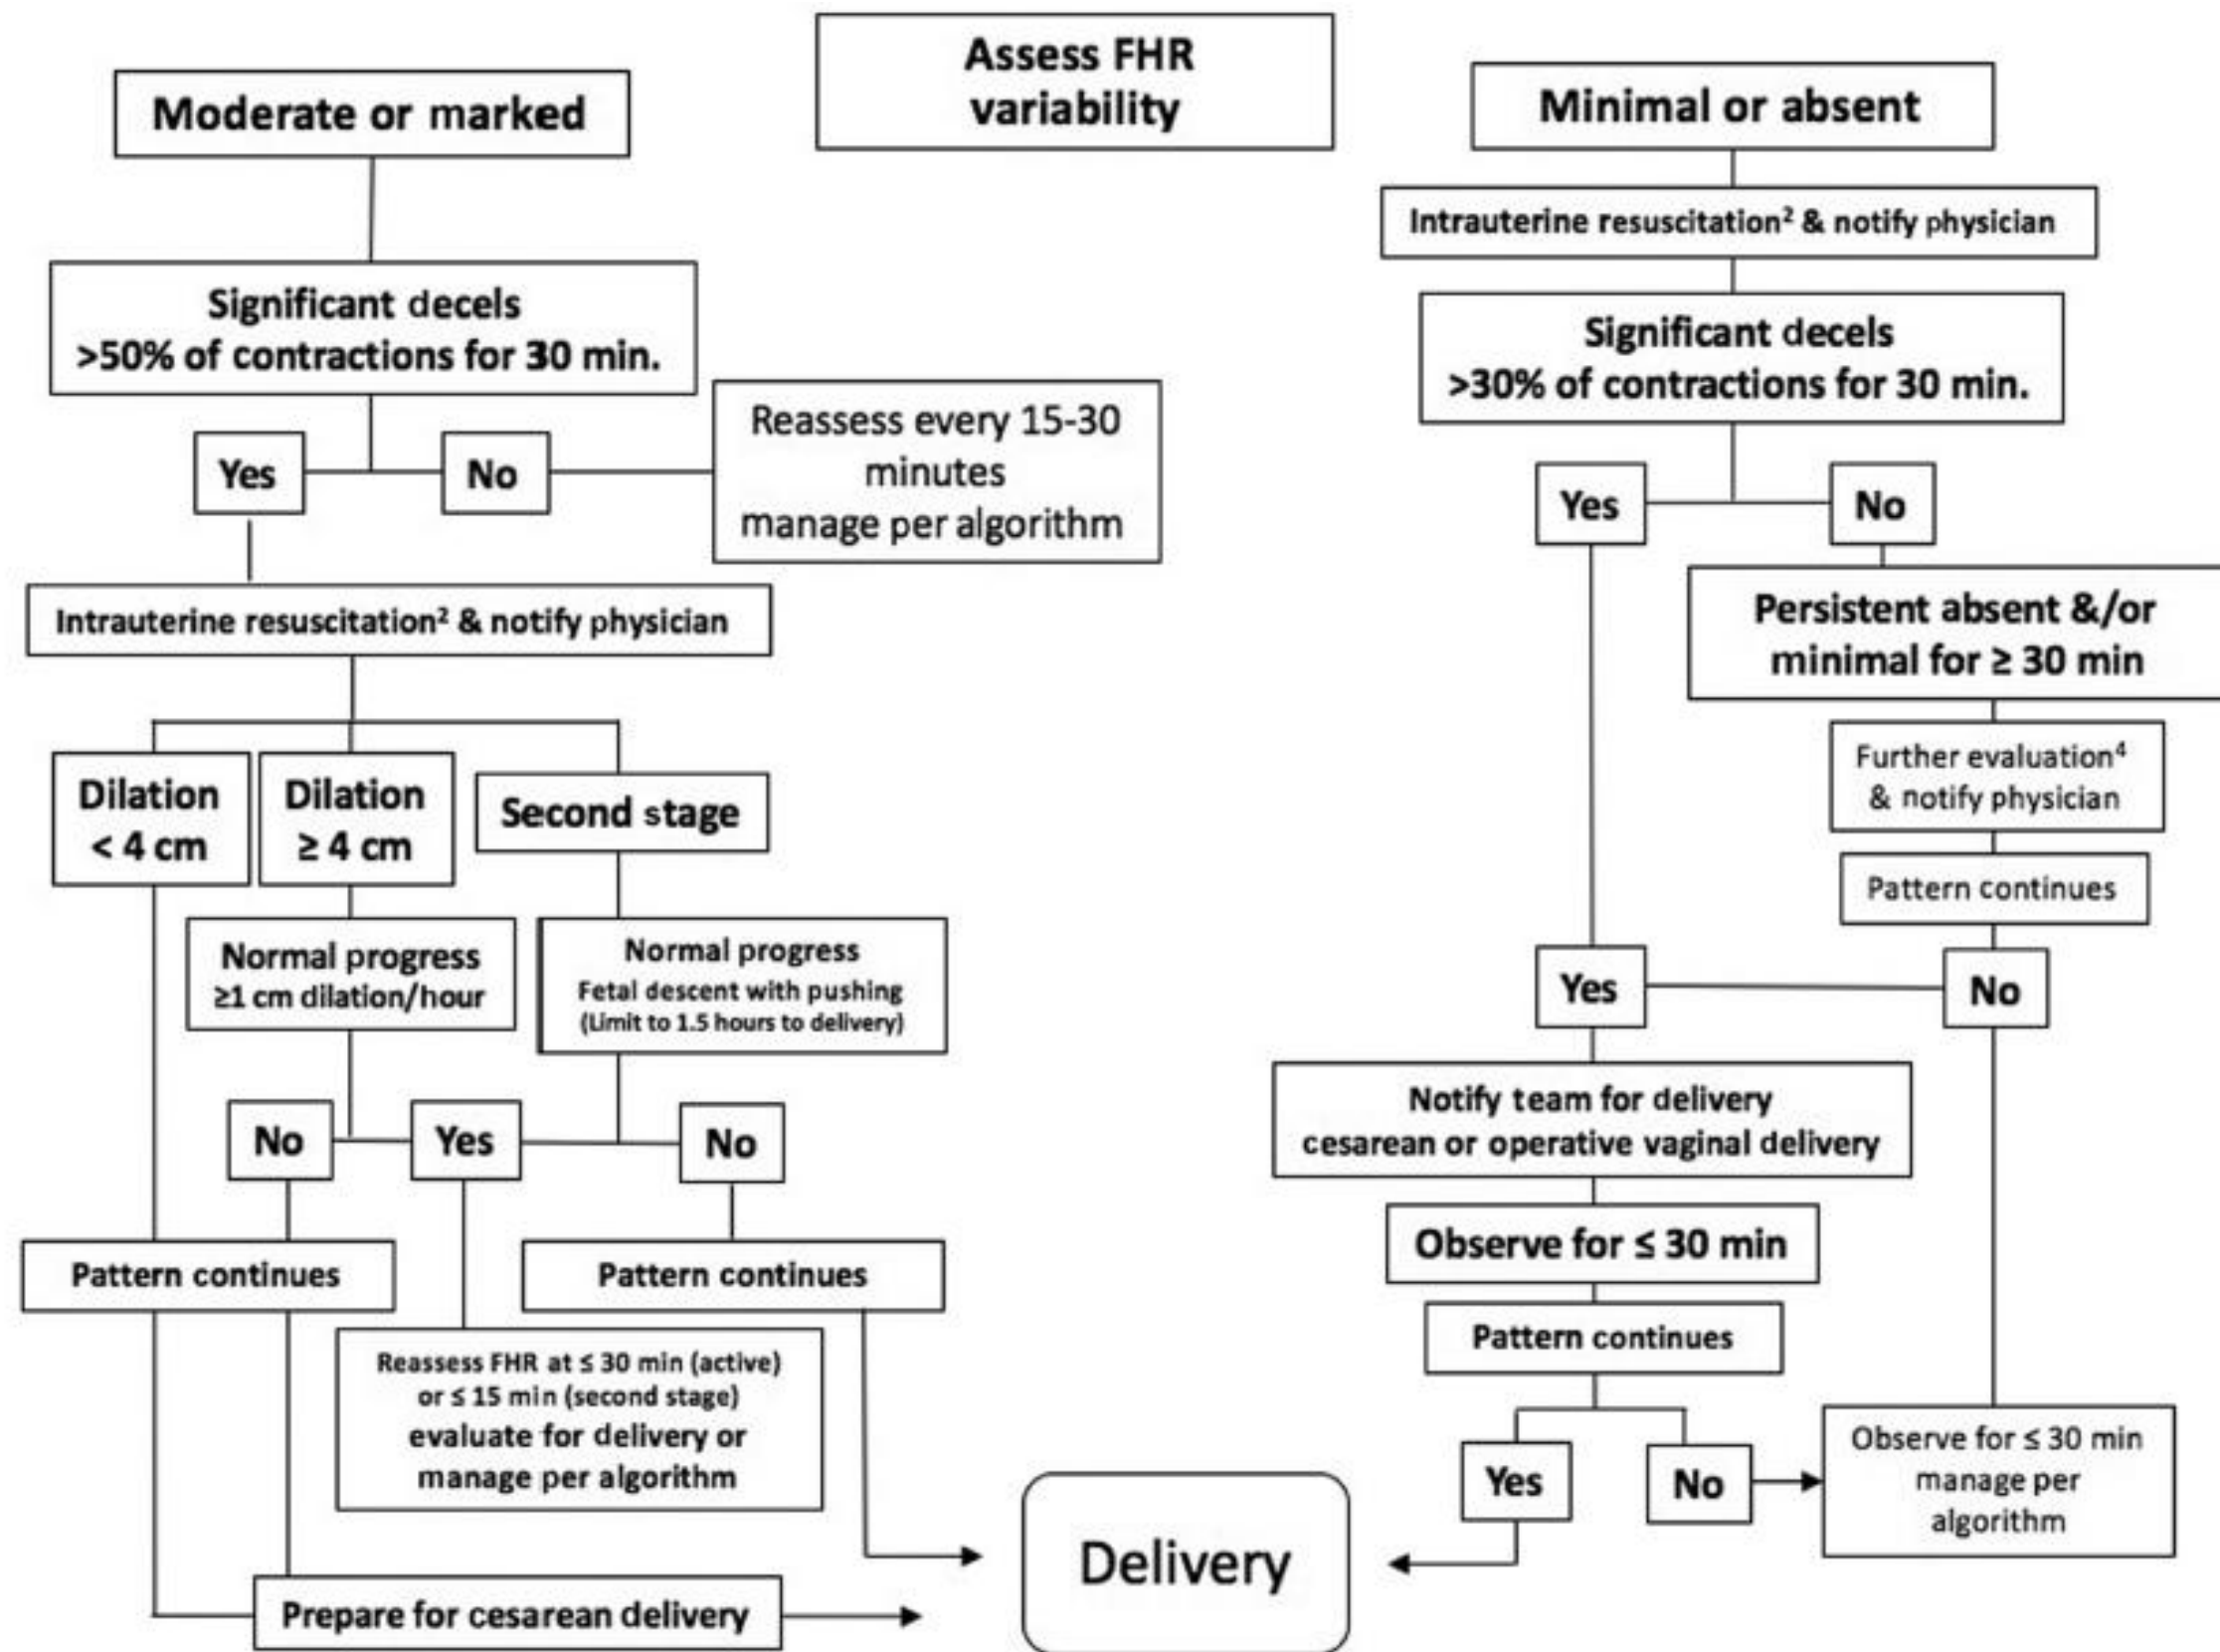 Assess FHR
variability
Moderate or marked
Significant decels
>50% of contractions for 30 min.
Yes
No
Reassess every 15-30
minutes
manage per algorithm
Intrauterine resuscitation² & notify physician
Dilation
< 4 cm
Dilation
≥ 4 cm
Second stage
Normal progress
≥1 cm dilation/hour
Normal progress
Fetal descent with pushing
(Limit to 1.5 hours to delivery)
No
Yes
No
Pattern continues
Pattern continues
Reassess FHR at ≤ 30 min (active)
or ≤ 15 min (second stage)
evaluate for delivery or
manage per algorithm
Prepare for cesarean delivery
Delivery
Minimal or absent
Intrauterine resuscitation² & notify physician
Significant decels
>30% of contractions for 30 min.
Yes
No
Persistent absent &/or
minimal for ≥ 30 min
Further evaluation⁴
& notify physician
Pattern continues
Yes
No
Notify team for delivery
cesarean or operative vaginal delivery
Observe for ≤ 30 min
Pattern continues
Yes
No
Observe for ≤ 30 min
manage per
algorithm